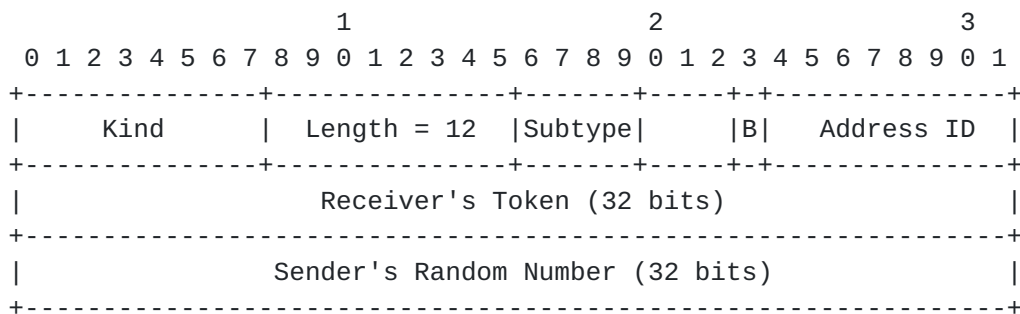 1                   2                   3
 0 1 2 3 4 5 6 7 8 9 0 1 2 3 4 5 6 7 8 9 0 1 2 3 4 5 6 7 8 9 0 1
+---------------+---------------+-------+-----+-+---------------+
|     Kind      |  Length = 12  |Subtype|     |B|   Address ID  |
+---------------+---------------+-------+-----+-+---------------+
|                   Receiver's Token (32 bits)                  |
+---------------------------------------------------------------+
|                Sender's Random Number (32 bits)               |
+---------------------------------------------------------------+